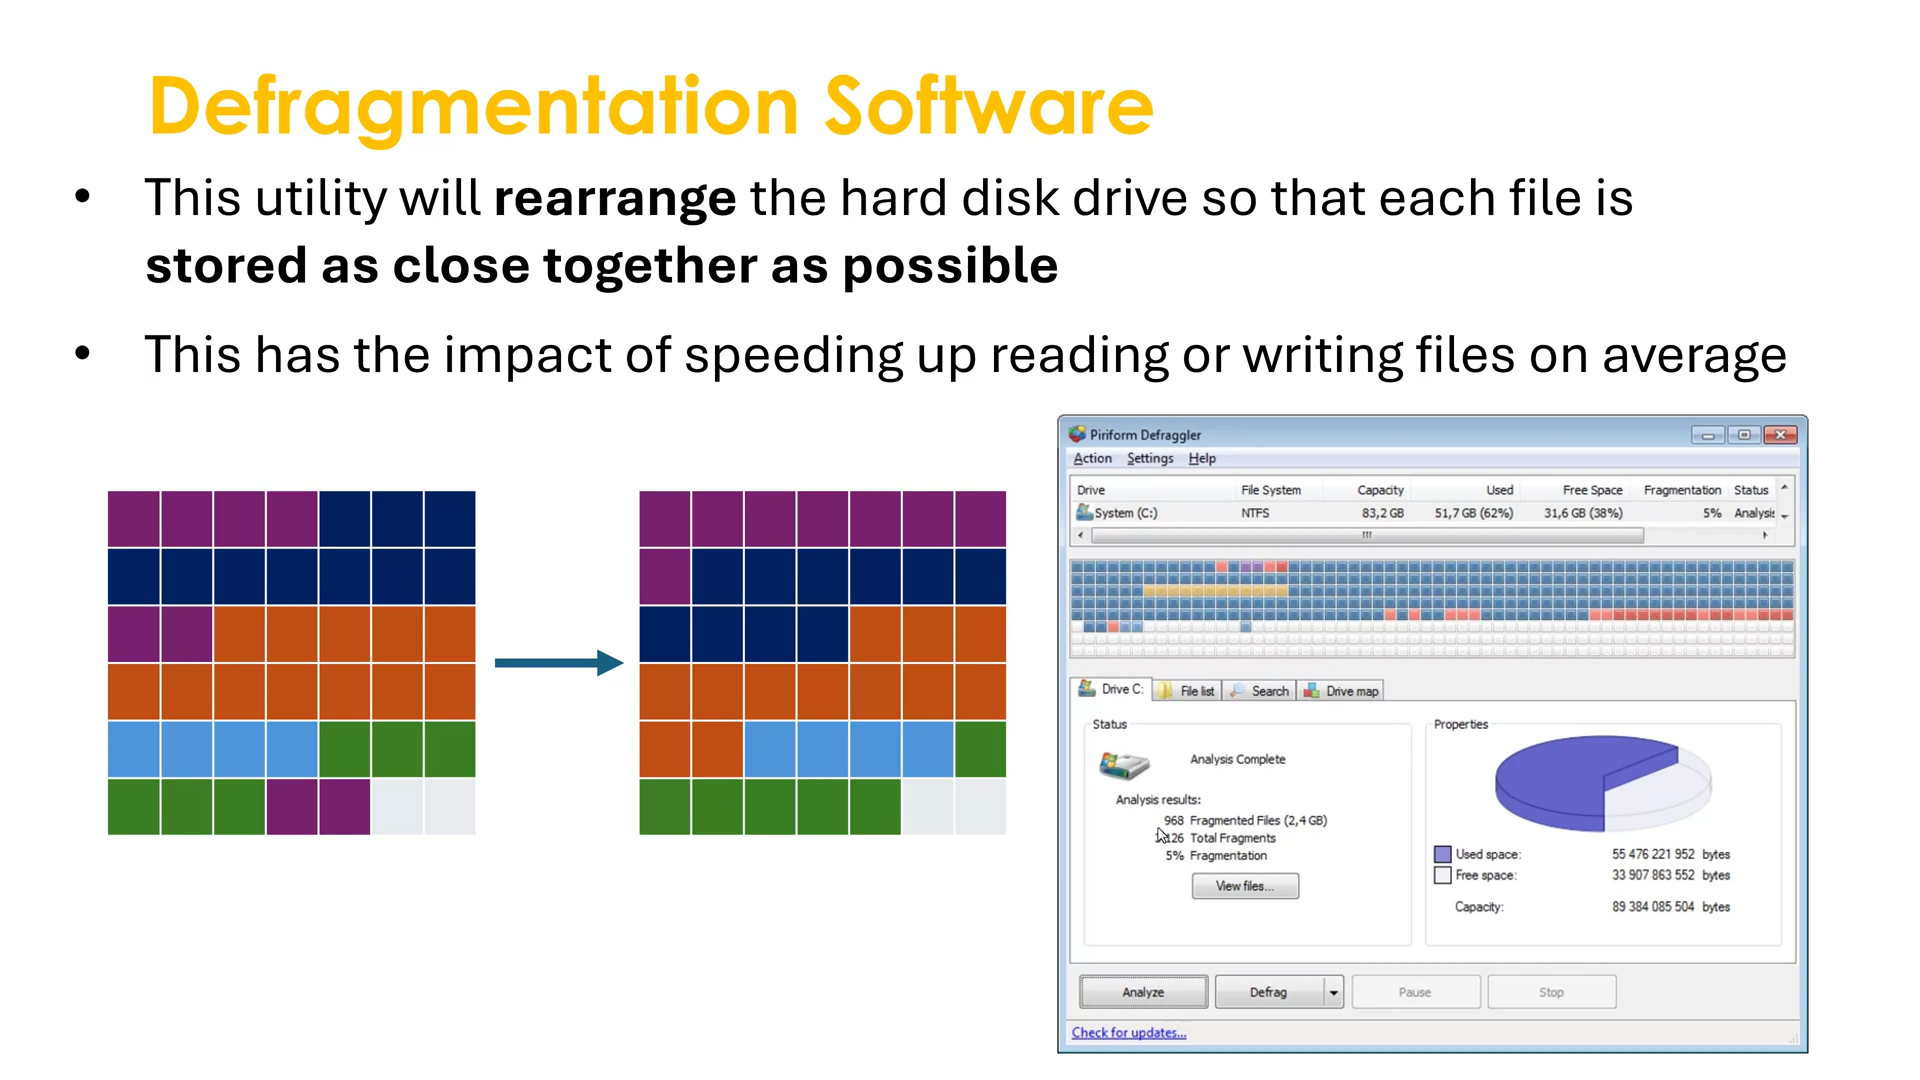 Defragmentation Software
• This utility will rearrange the hard disk drive so that each file is
stored as close together as possible
• This has the impact of speeding up reading or writing files on average
Piriform Defraggler
Action Settings Help
Drive File System Capacity Used Free Space Fragmentation Status
System (C:) NTFS 83,2 GB 51,7 GB (62%) 31,6 GB (38%) 5% Analysis
Drive C: File list Search Drive map
Status
Analysis Complete
Analysis results:
968 Fragmented Files (2,4 GB)
Total Fragments
5% Fragmentation
View files...
Properties
Used space: 55 476 221 952 bytes
Free space: 33 907 863 552 bytes
Capacity: 89 384 085 504 bytes
Analyze Defrag Pause Stop
Check for updates...